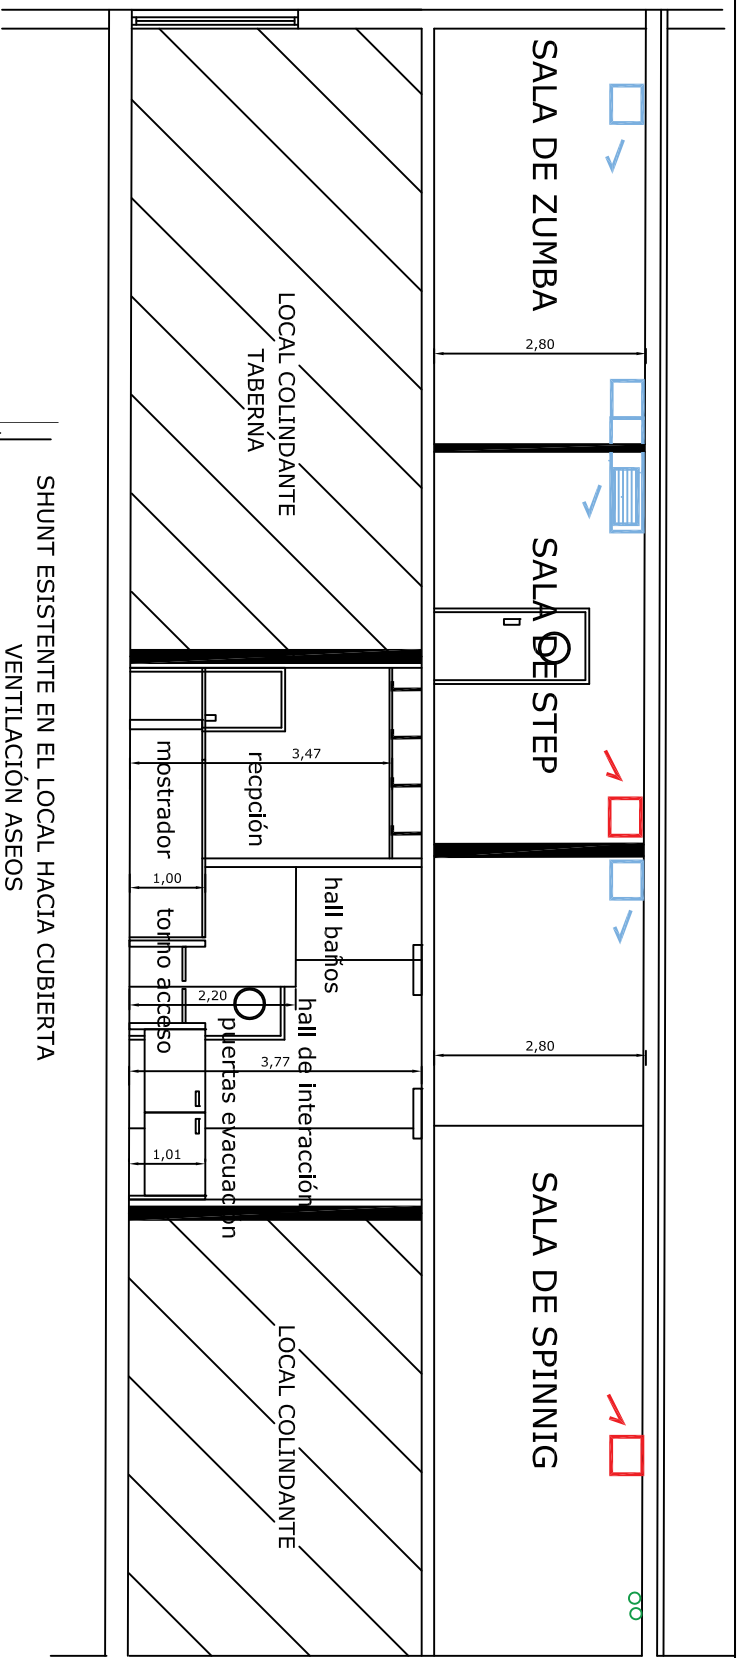 SALA DE ZUMBA
2,80
LOCAL COLINDANTE
TABERNA
SALA DE STEP
SHUNT ESISTENTE EN EL LOCAL HACIA CUBIERTA
VENTILACIÓN ASEOS
3,47
recpción
mostrador
1,00
hall baños
torno acceso
2,20
hall de interacción
puertas evacuación
3,77
1,01
2,80
SALA DE SPINNIG
LOCAL COLINDANTE